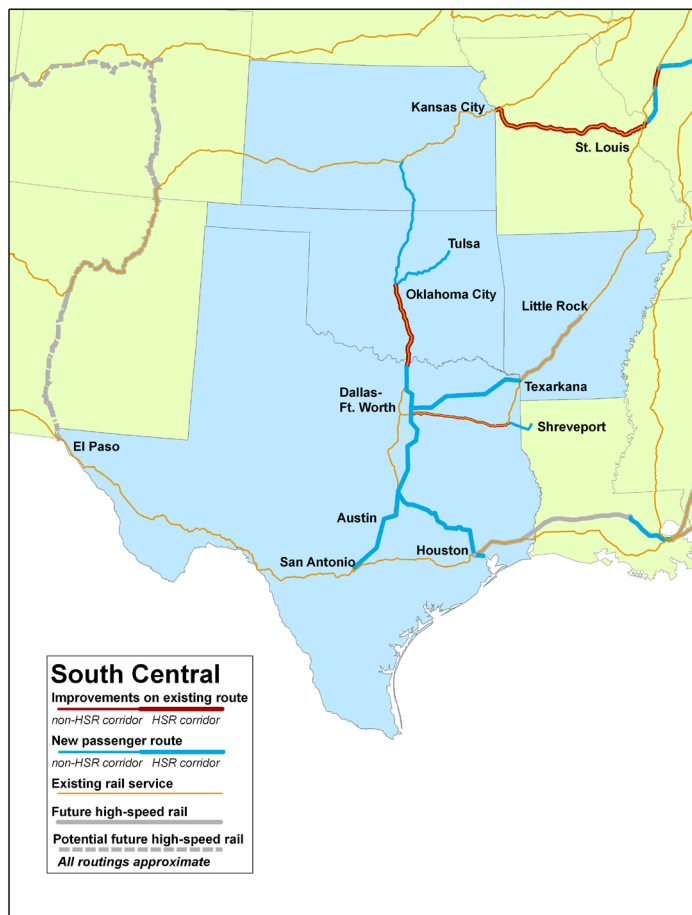 Kansas City
St. Louis
Tulsa
Oklahoma City
Little Rock
Dallas-
Ft. Worth
Texarkana
Shreveport
El Paso
Austin
San Antonio
Houston
South Central
Improvements on existing route
non-HSR corridor HSR corridor
New passenger route
non-HSR corridor HSR corridor
Existing rail service
Future high-speed rail
Potential future high-speed rail
All routings approximate